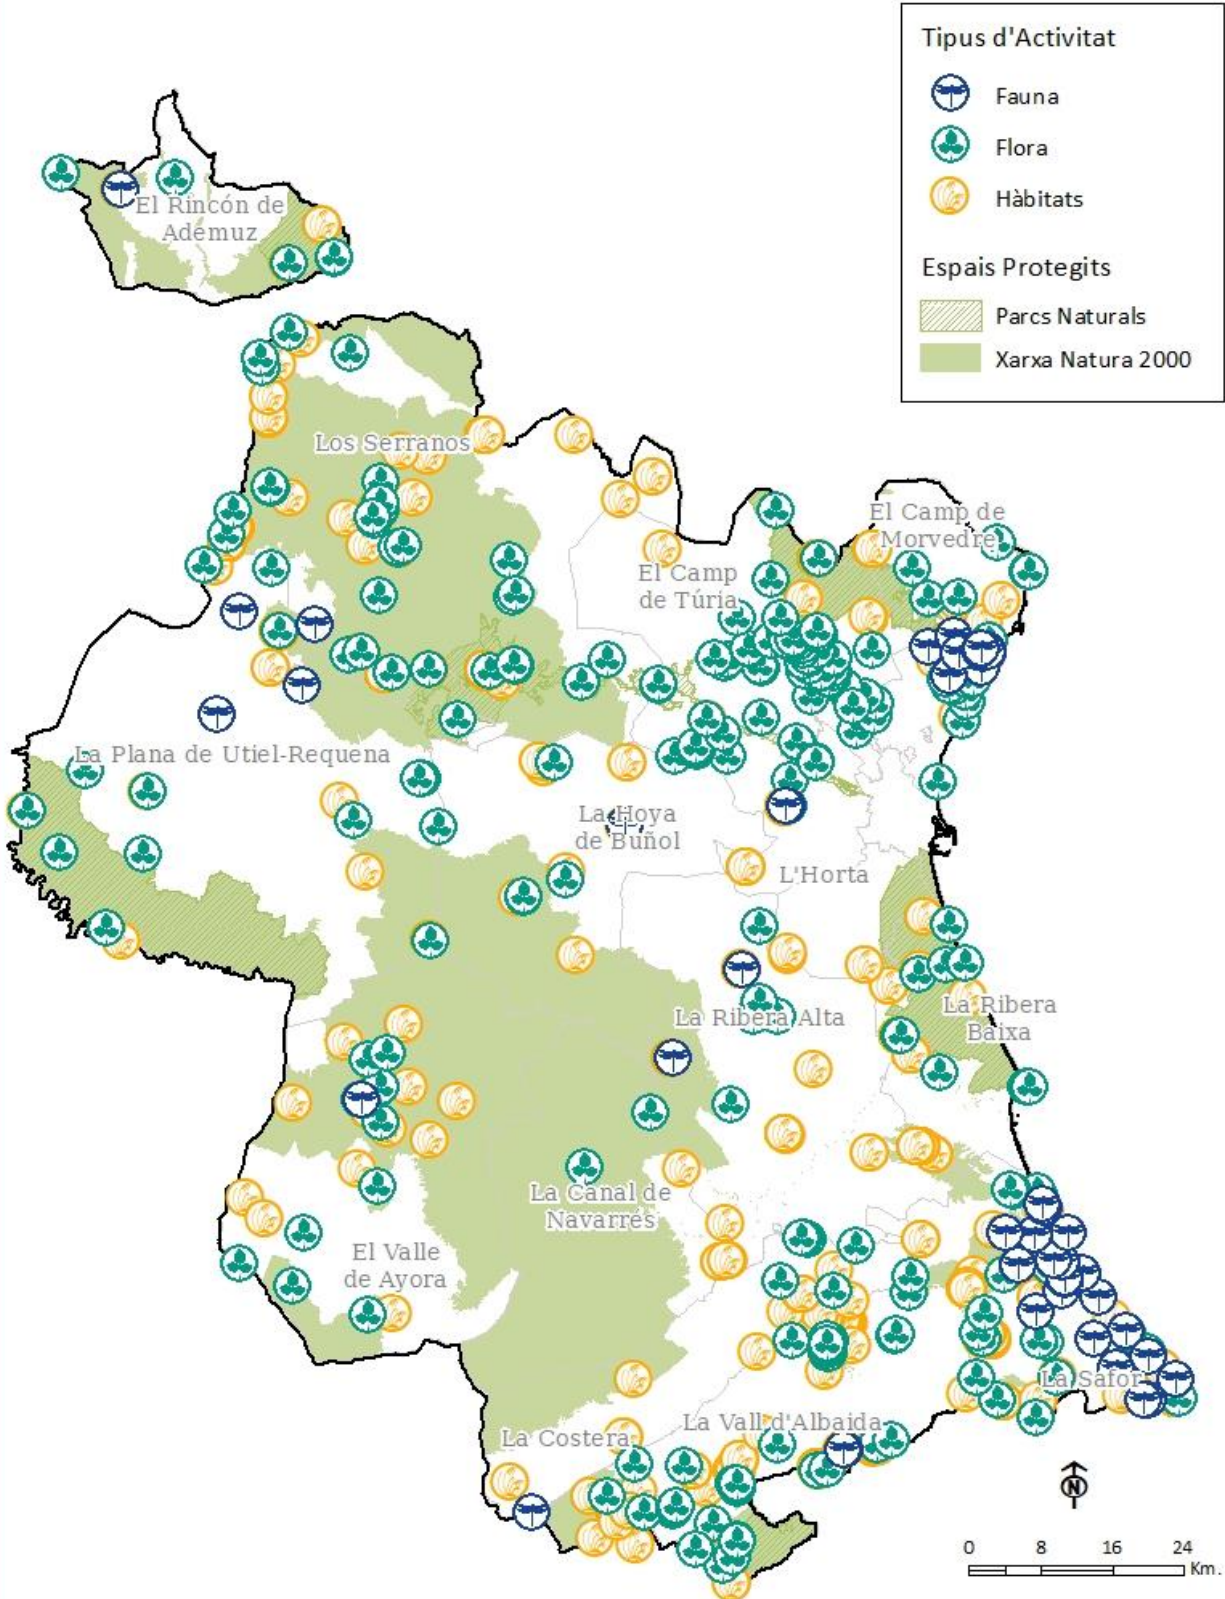 Tipus d'Activitat
Fauna
Flora
Hàbitats
Espais Protegits
Parcs Naturals
Xarxa Natura 2000
El Rincón de
Ademuz
Los Serranos
El Camp de
Morvedre
El Camp
de Túria
La Plana de Utiel-Requena
La Hoya
de Buñol
L'Horta
La Ribera Alta
La Ribera
Baixa
La Canal de
Navarrés
El Valle
de Ayora
La Safor
La Vall d'Albaida
La Costera
N
0 8 16 24
Km.